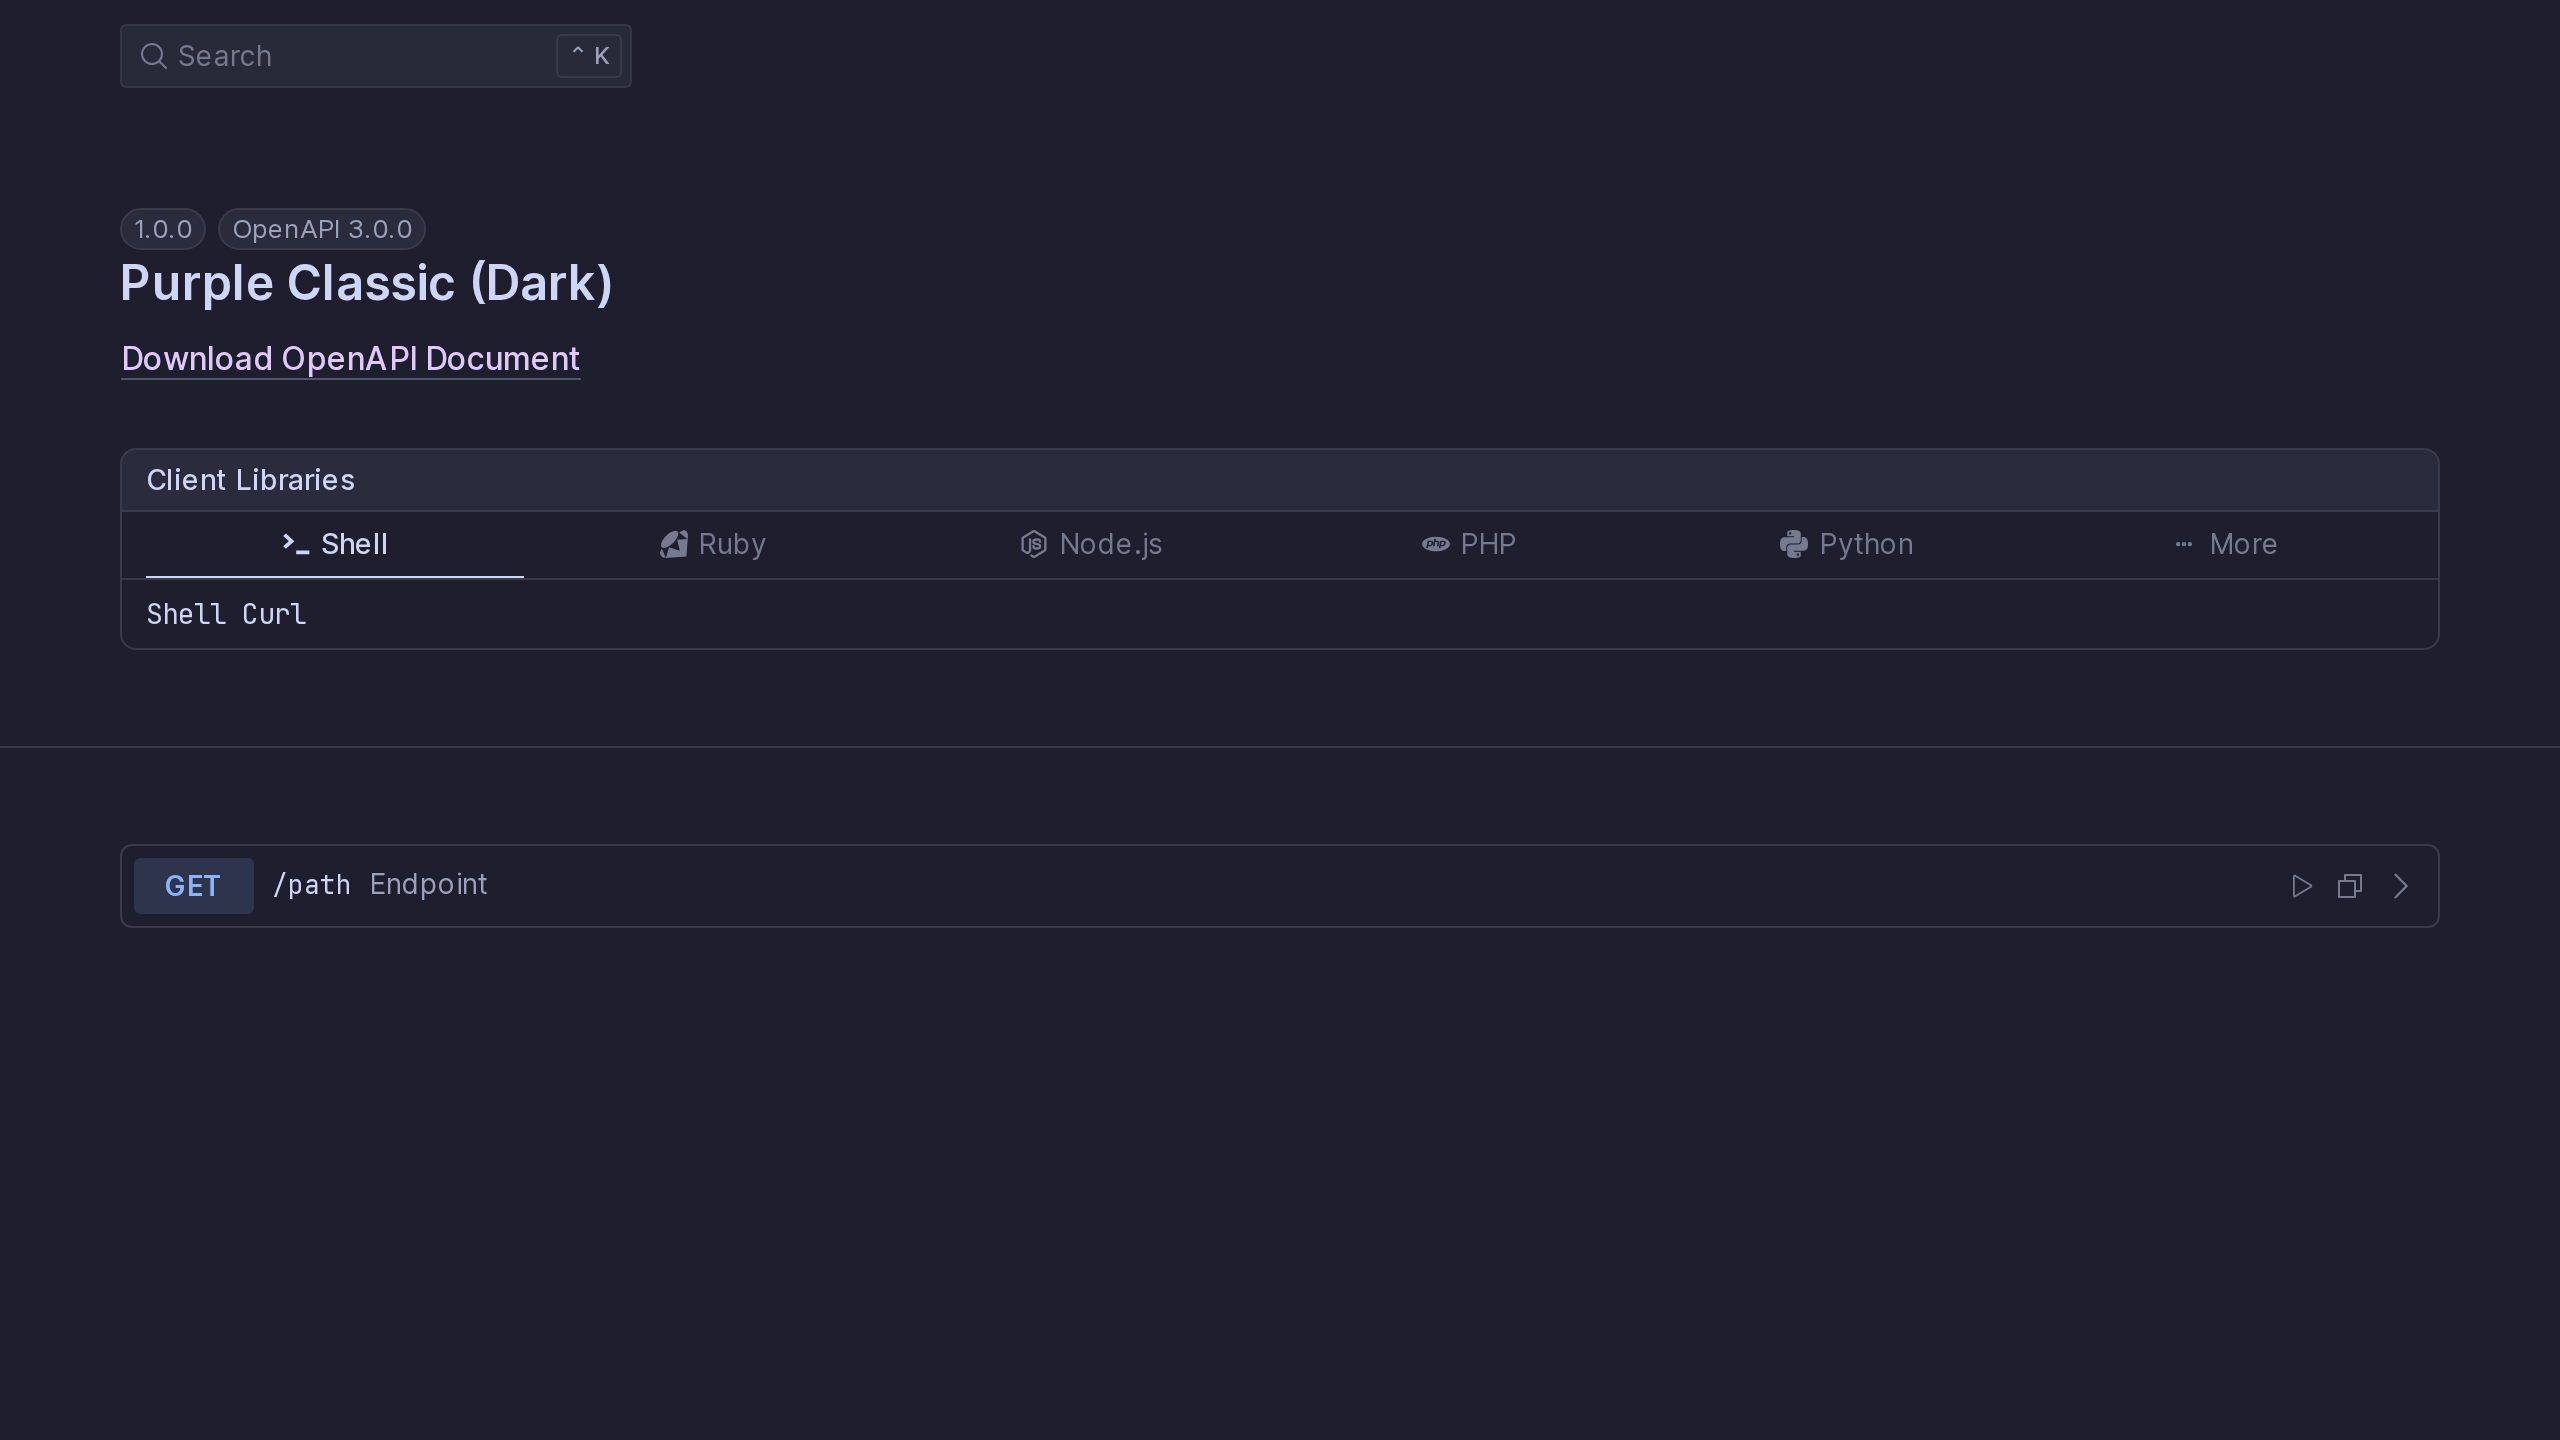 Search ⌃ K
1.0.0 OpenAPI 3.0.0
Purple Classic (Dark)
Download OpenAPI Document
Client Libraries
Shell Ruby Node.js PHP Python More
Shell Curl
GET /path Endpoint